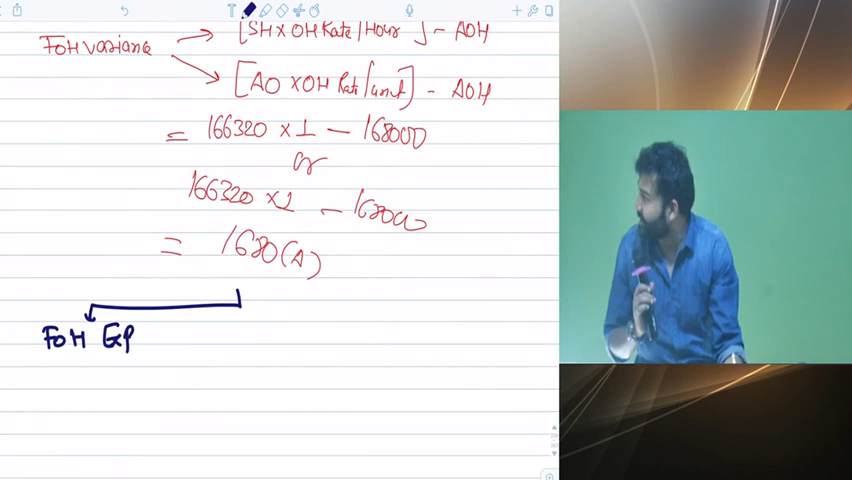 [SH X OH Rate/Hour] - AOH
FOH variance
[AO X OH Rate/unit] - AOH
= 166320 X 1 - 168000
or
166320 X 1 - 168000
= 1680 (A)
FOH Exp